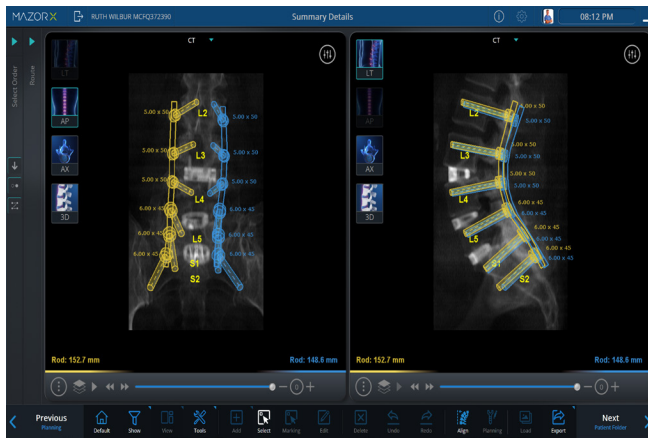 MAZOR X
RUTH WILBUR MCFQ372390
Summary Details
08:12 PM
Select Order
Route
CT
LT
AP
AX
3D
5.00 x 50
L2
5.00 x 50
5.00 x 50
L3
5.00 x 50
5.00 x 50
L4
5.00 x 50
6.00 x 45
6.00 x 45
6.00 x 45
L5
6.00 x 45
6.00 x 45
S1
6.00 x 45
S2
Rod: 152.7 mm
Rod: 148.6 mm
0
CT
LT
AP
AX
3D
L2
5.00 x 50
5.00 x 50
L3
5.00 x 50
5.00 x 50
L4
5.00 x 50
5.00 x 50
6.00 x 45
6.00 x 45
L5
6.00 x 45
6.00 x 45
S1
6.00 x 45
6.00 x 45
S2
Rod: 152.7 mm
Rod: 148.6 mm
0
Previous
Planning
Default
Show
View
Tools
Add
Select
Marking
Edit
Delete
Undo
Redo
Align
Planning
Load
Export
Next
Patient Folder